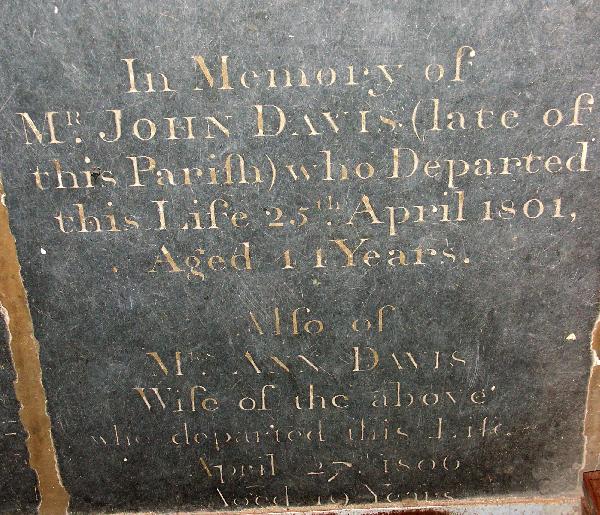 In Memory of
Mr. JOHN DAVIS (late of
this Pariſh) who Departed
this Life 25th. April 1801,
Aged Years.
Alſo of
Mrs ANN DAVIS
Wife of the above
who departed this Life
April 27, 1806
Aged Years